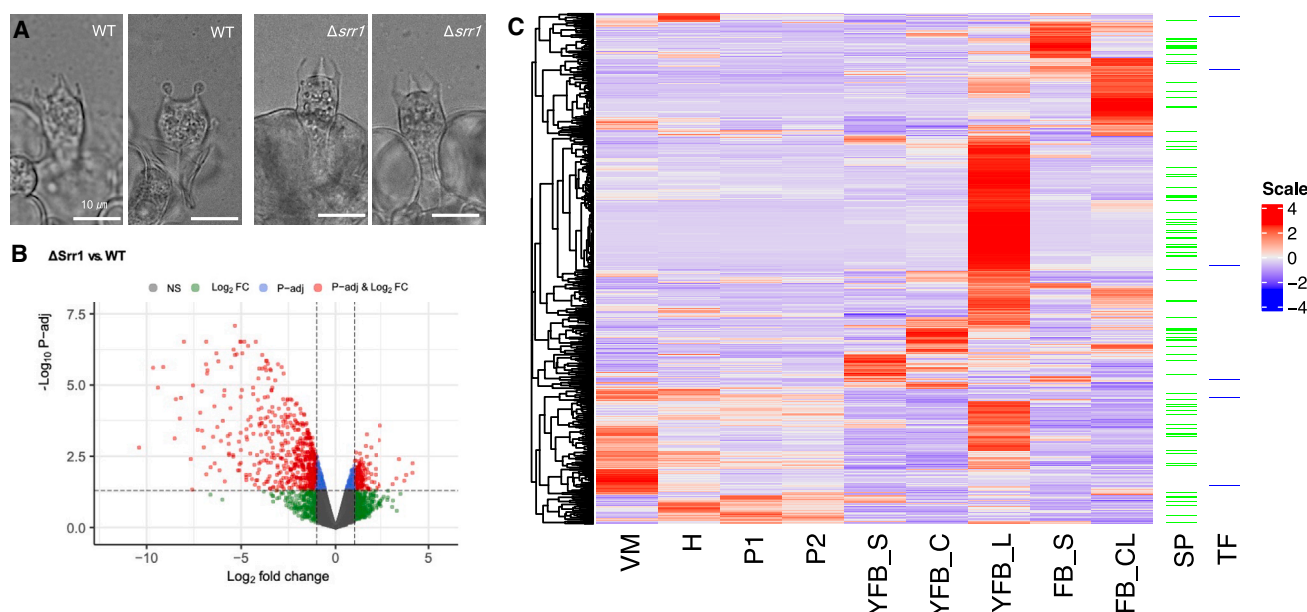 A
WT
WT
Δsrr1
Δsrr1
10 μm
B
ΔSrr1 vs. WT
NS
Log2 FC
P-adj
P-adj & Log2 FC
-Log10 P-adj
7.5
5.0
2.5
0.0
-10
-5
0
5
Log2 fold change
C
Scale
4
2
0
-2
-4
VM
H
P1
P2
YFB_S
YFB_C
YFB_L
FB_S
FB_CL
SP
TF